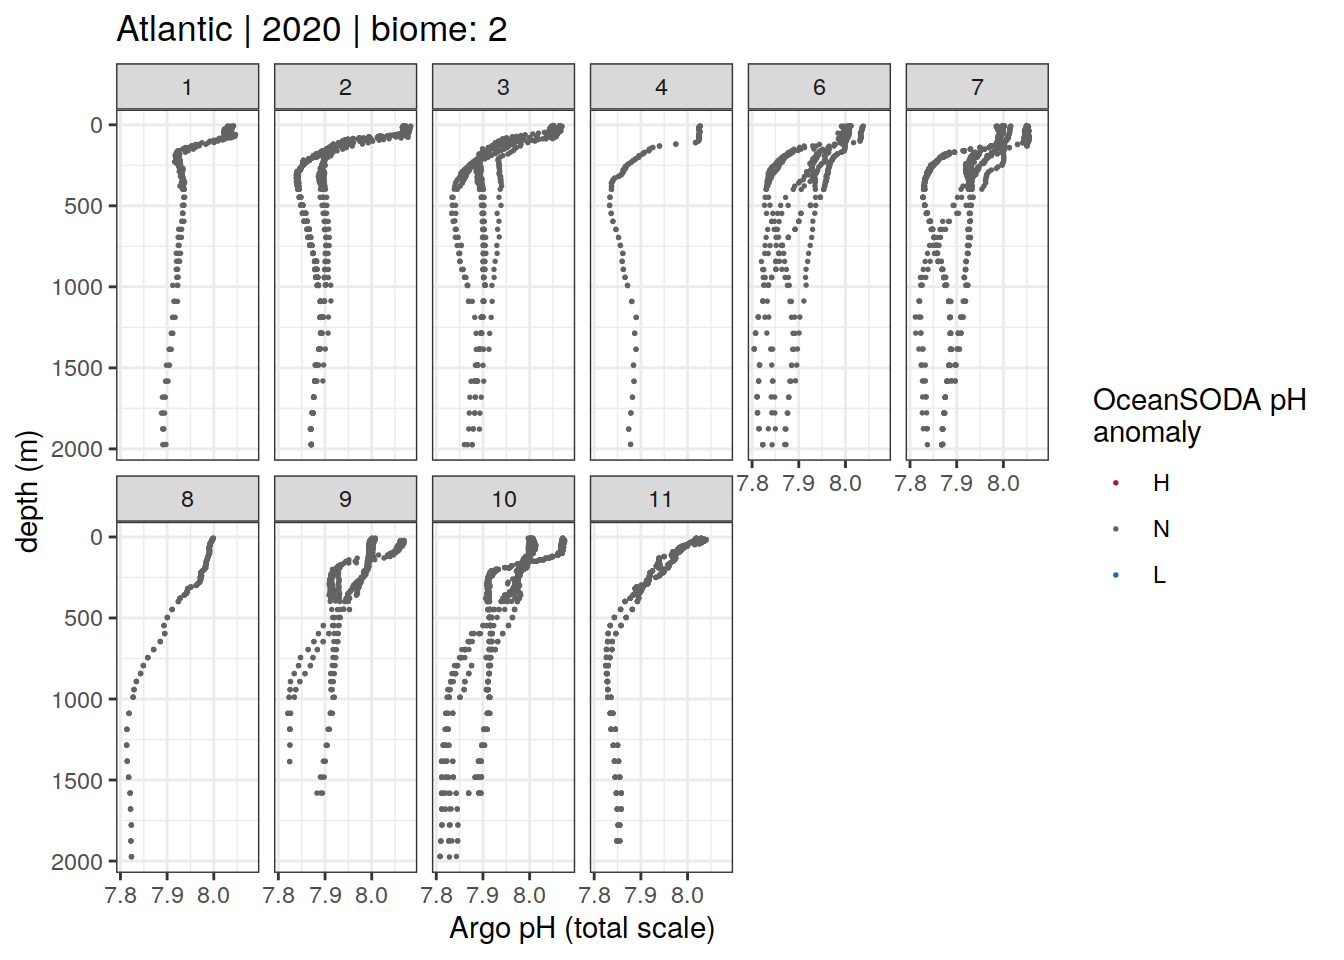 Atlantic | 2020 | biome: 2
1 2 3 4 6 7
0
500
1000
1500
2000
7.8 7.9 8.0 7.8 7.9 8.0
8 9 10 11
0
500
1000
1500
2000
7.8 7.9 8.0 7.8 7.9 8.0 7.8 7.9 8.0 7.8 7.9 8.0
depth (m)
Argo pH (total scale)
OceanSODA pH
anomaly
H
N
L